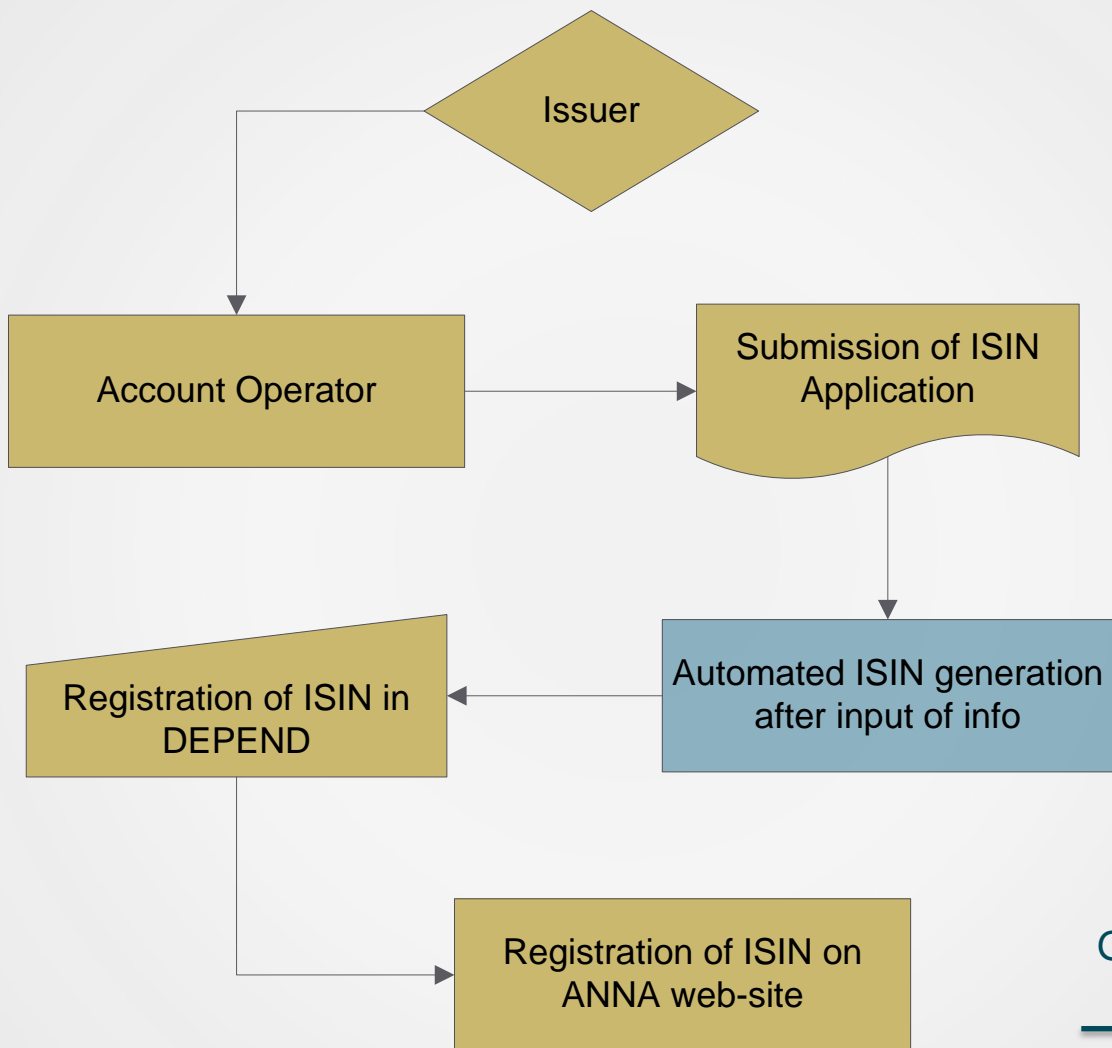 Issuer
Account Operator
Submission of ISIN
Application
Automated ISIN generation
after input of info
Registration of ISIN in
DEPEND
Registration of ISIN on
ANNA web-site